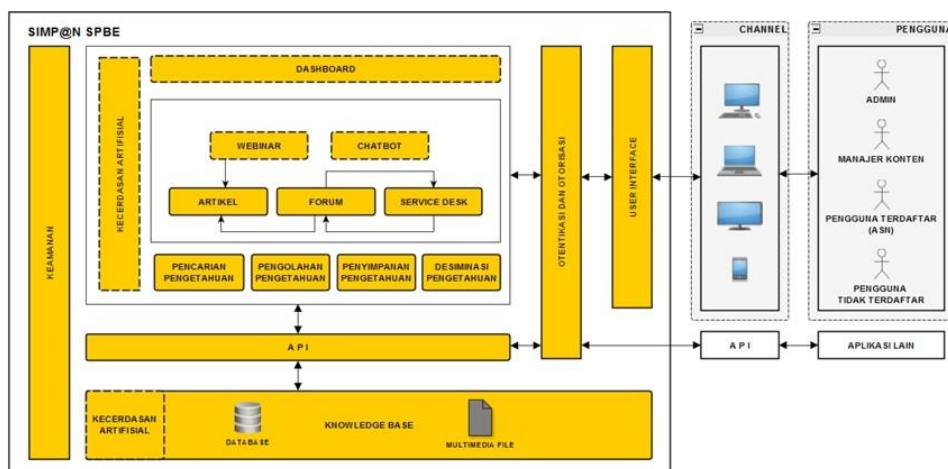 SIMP@N SPBE
KEAMANAN
KECERDASAN ARTIFISIAL
DASHBOARD
WEBINAR
CHATBOT
ARTIKEL
FORUM
SERVICE DESK
PENCARIAN
PENGETAHUAN
PENGOLAHAN
PENGETAHUAN
PENYIMPANAN
PENGETAHUAN
DESIMINASI
PENGETAHUAN
A P I
KECERDASAN
ARTIFISIAL
DATABASE
KNOWLEDGE BASE
MULTIMEDIA FILE
OTENTIKASI DAN OTORISASI
USER INTERFACE
CHANNEL
PENGGUNA
ADMIN
MANAJER KONTEN
PENGGUNA TERDAFTAR
(ASN)
PENGGUNA
TIDAK TERDAFTAR
A P I
APLIKASI LAIN